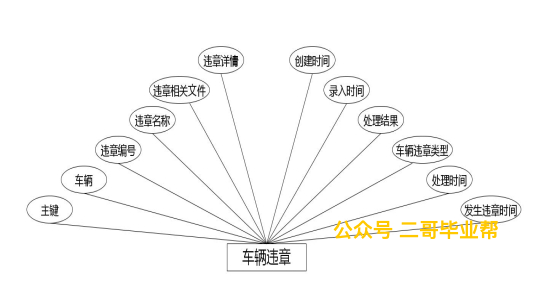 违章详情
创建时间
违章相关文件
录入时间
违章名称
处理结果
违章编号
车辆违章类型
车辆
处理时间
主键
发生违章时间
公众号 二哥毕业帮
车辆违章